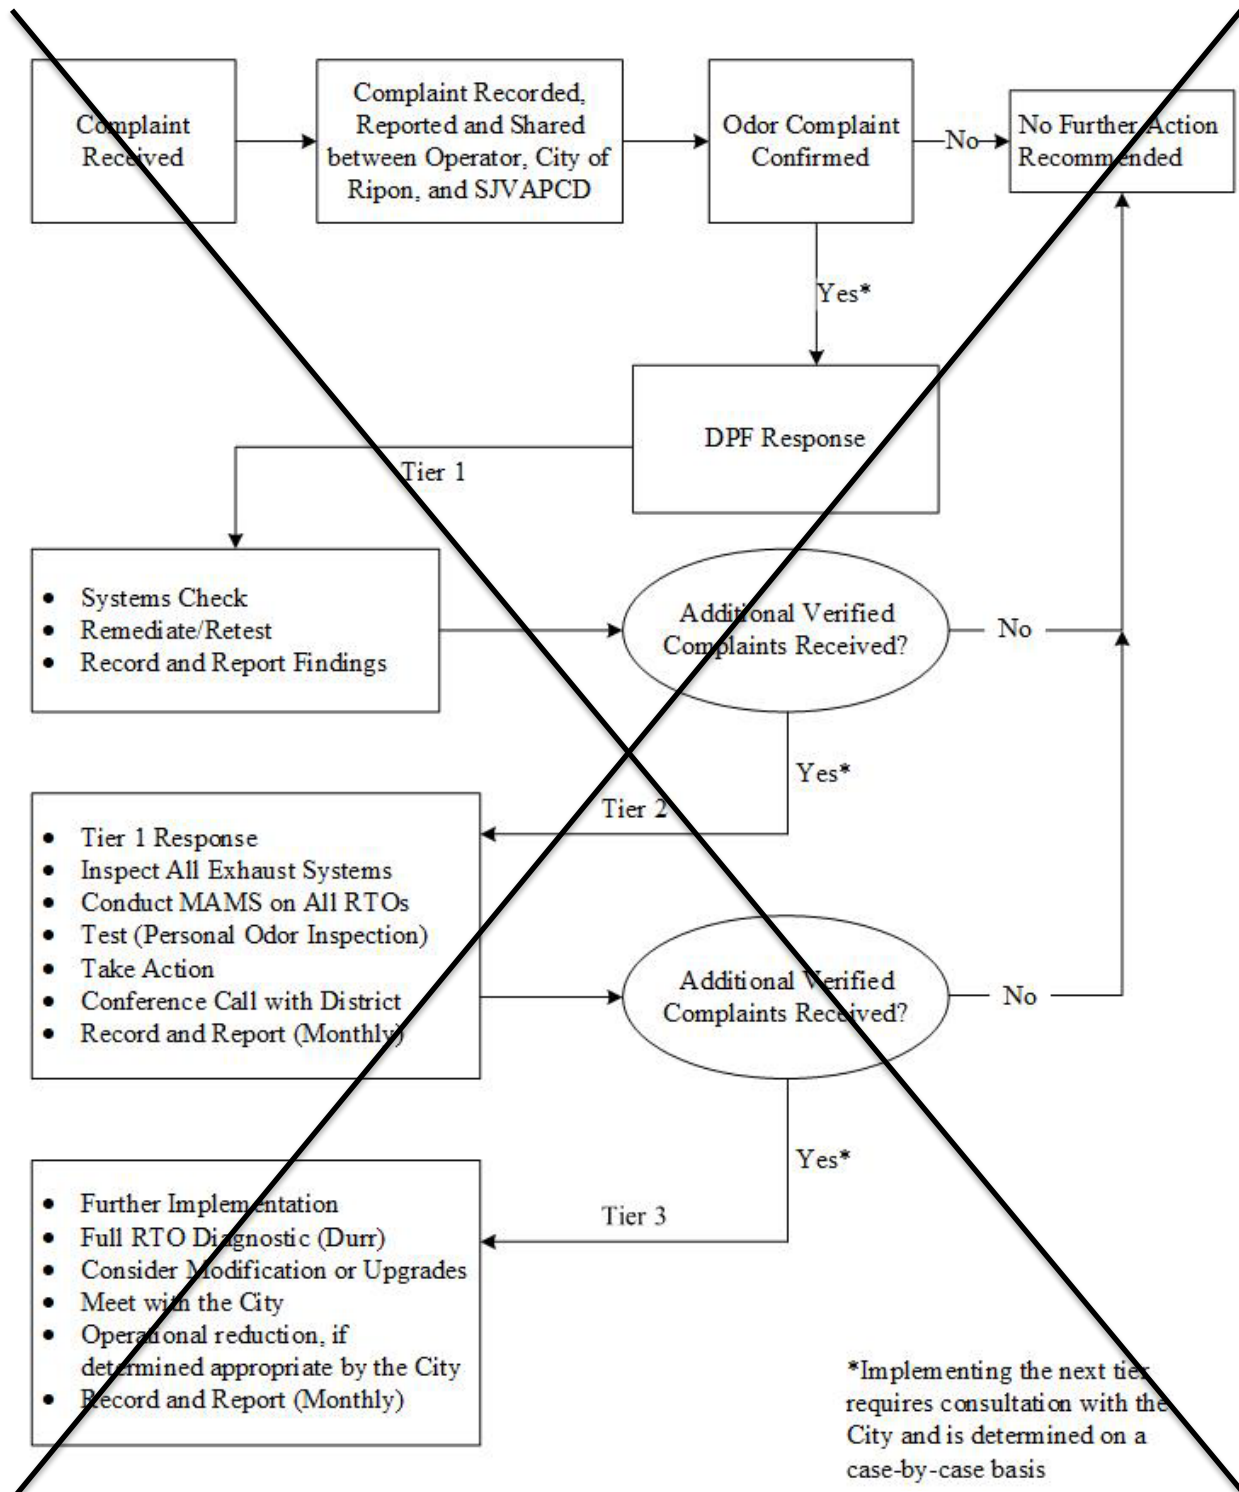 Complaint
Received
Complaint Recorded,
Reported and Shared
between Operator, City of
Ripon, and SJVAPCD
Odor Complaint
Confirmed
No
No Further Action
Recommended
Yes*
DPF Response
Tier 1
• Systems Check
• Remediate/Retest
• Record and Report Findings
Additional Verified
Complaints Received?
No
Yes*
Tier 2
• Tier 1 Response
• Inspect All Exhaust Systems
• Conduct MAMS on All RTOs
• Test (Personal Odor Inspection)
• Take Action
• Conference Call with District
• Record and Report (Monthly)
Additional Verified
Complaints Received?
No
Yes*
Tier 3
• Further Implementation
• Full RTO Diagnostic (Durr)
• Consider Modification or Upgrades
• Meet with the City
• Operational reduction, if
determined appropriate by the City
• Record and Report (Monthly)
*Implementing the next tier
requires consultation with the
City and is determined on a
case-by-case basis